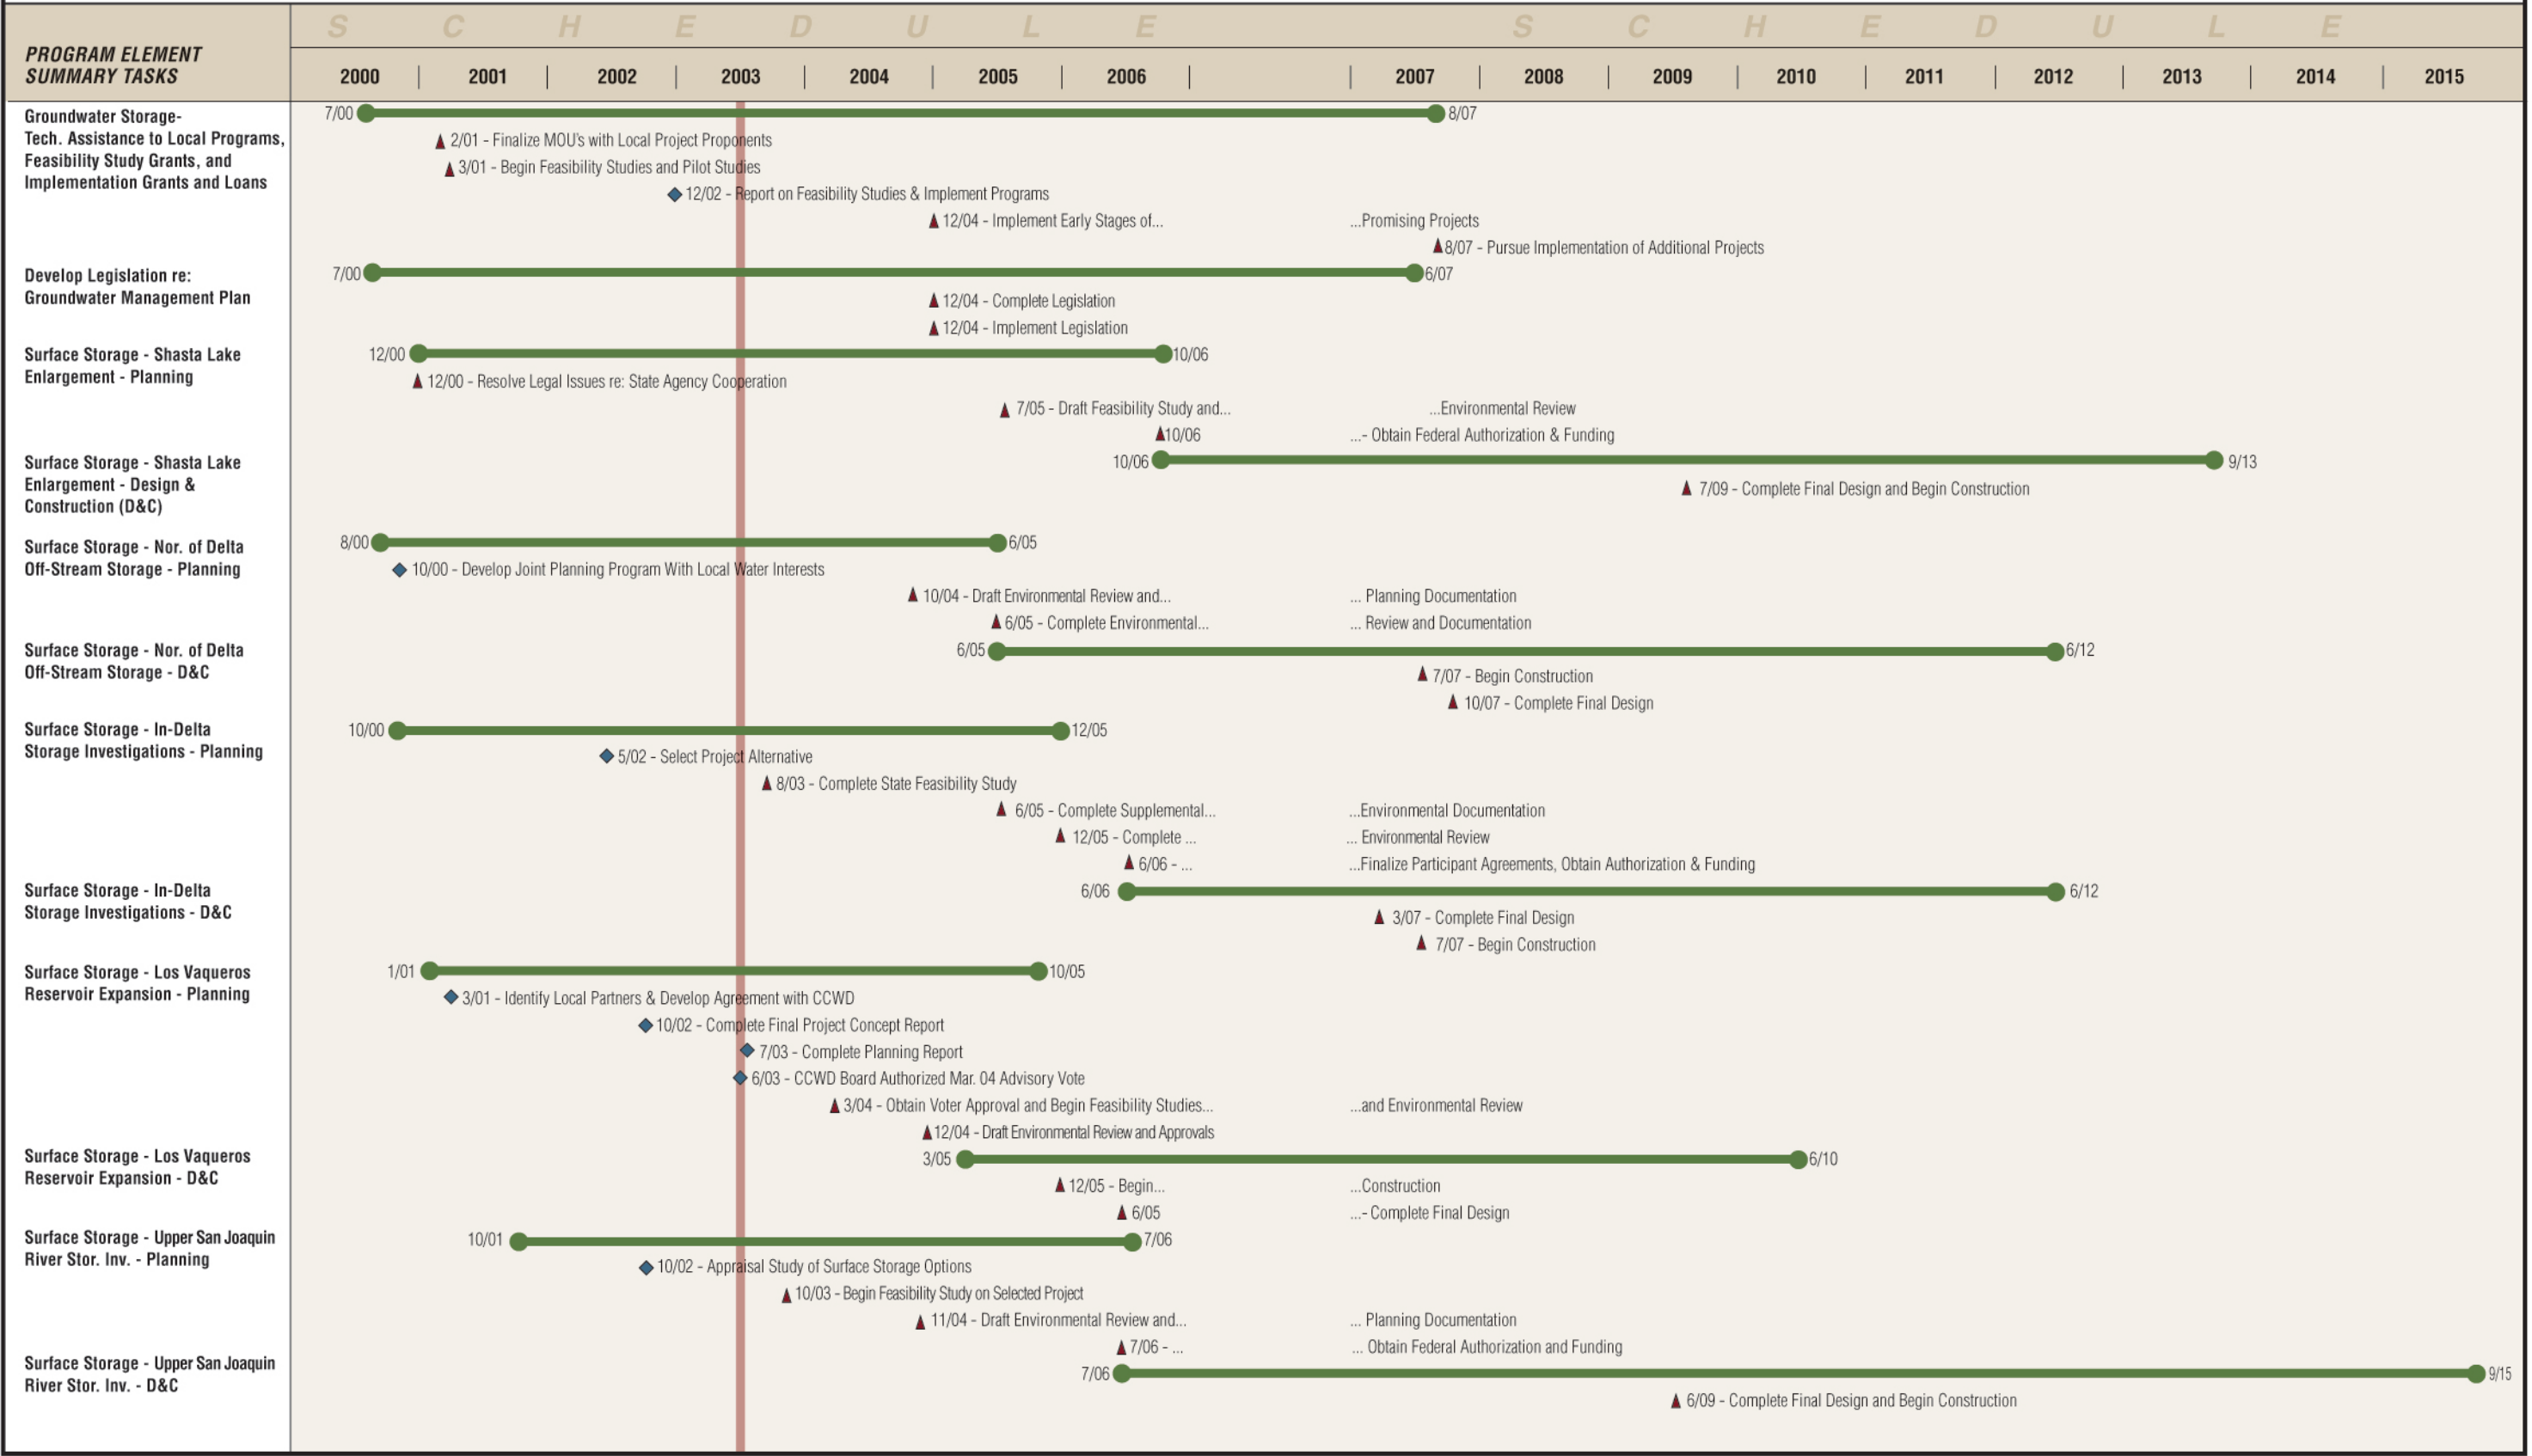 S C H E D U L E S C H E D U L E
PROGRAM ELEMENT
SUMMARY TASKS
2000 2001 2002 2003 2004 2005 2006 2007 2008 2009 2010 2011 2012 2013 2014 2015
Groundwater Storage-
Tech. Assistance to Local Programs,
Feasibility Study Grants, and
Implementation Grants and Loans
7/00 8/07
2/01 - Finalize MOU's with Local Project Proponents
3/01 - Begin Feasibility Studies and Pilot Studies
12/02 - Report on Feasibility Studies & Implement Programs
12/04 - Implement Early Stages of... ...Promising Projects
8/07 - Pursue Implementation of Additional Projects
Develop Legislation re:
Groundwater Management Plan
7/00 6/07
12/04 - Complete Legislation
12/04 - Implement Legislation
Surface Storage - Shasta Lake
Enlargement - Planning
12/00 10/06
12/00 - Resolve Legal Issues re: State Agency Cooperation
7/05 - Draft Feasibility Study and... ...Environmental Review
10/06 ...- Obtain Federal Authorization & Funding
Surface Storage - Shasta Lake
Enlargement - Design &
Construction (D&C)
10/06 9/13
7/09 - Complete Final Design and Begin Construction
Surface Storage - Nor. of Delta
Off-Stream Storage - Planning
8/00 6/05
10/00 - Develop Joint Planning Program With Local Water Interests
10/04 - Draft Environmental Review and... ... Planning Documentation
6/05 - Complete Environmental... ... Review and Documentation
Surface Storage - Nor. of Delta
Off-Stream Storage - D&C
6/05 6/12
7/07 - Begin Construction
10/07 - Complete Final Design
Surface Storage - In-Delta
Storage Investigations - Planning
10/00 12/05
5/02 - Select Project Alternative
8/03 - Complete State Feasibility Study
6/05 - Complete Supplemental... ...Environmental Documentation
12/05 - Complete ... ... Environmental Review
6/06 - ... ...Finalize Participant Agreements, Obtain Authorization & Funding
Surface Storage - In-Delta
Storage Investigations - D&C
6/06 6/12
3/07 - Complete Final Design
7/07 - Begin Construction
Surface Storage - Los Vaqueros
Reservoir Expansion - Planning
1/01 10/05
3/01 - Identify Local Partners & Develop Agreement with CCWD
10/02 - Complete Final Project Concept Report
7/03 - Complete Planning Report
6/03 - CCWD Board Authorized Mar. 04 Advisory Vote
3/04 - Obtain Voter Approval and Begin Feasibility Studies... ...and Environmental Review
12/04 - Draft Environmental Review and Approvals
Surface Storage - Los Vaqueros
Reservoir Expansion - D&C
3/05 6/10
12/05 - Begin... ...Construction
6/05 ...- Complete Final Design
Surface Storage - Upper San Joaquin
River Stor. Inv. - Planning
10/01 7/06
10/02 - Appraisal Study of Surface Storage Options
10/03 - Begin Feasibility Study on Selected Project
11/04 - Draft Environmental Review and... ... Planning Documentation
7/06 - ... ... Obtain Federal Authorization and Funding
Surface Storage - Upper San Joaquin
River Stor. Inv. - D&C
7/06 9/15
6/09 - Complete Final Design and Begin Construction